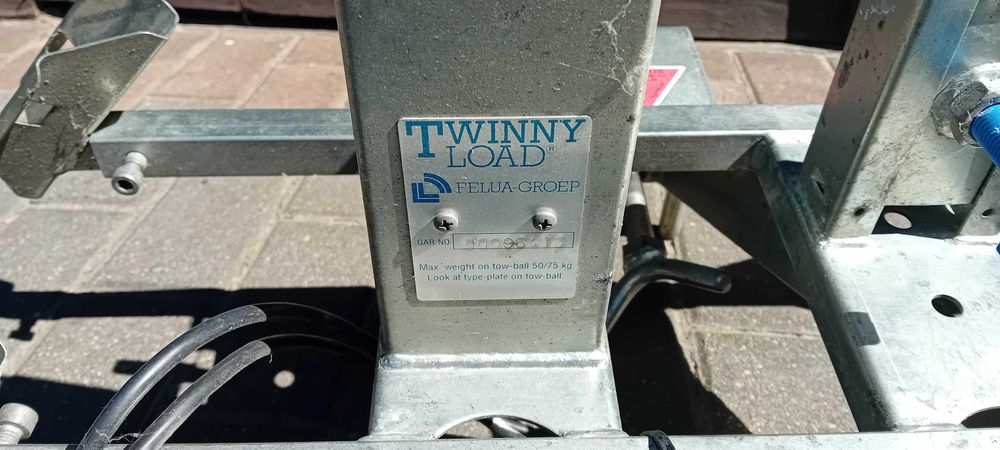 TWINNY
LOAD®
FELUA-GROEP
GAR NO
Max weight on tow-ball 50/75 kg
Look at type-plate on tow-ball